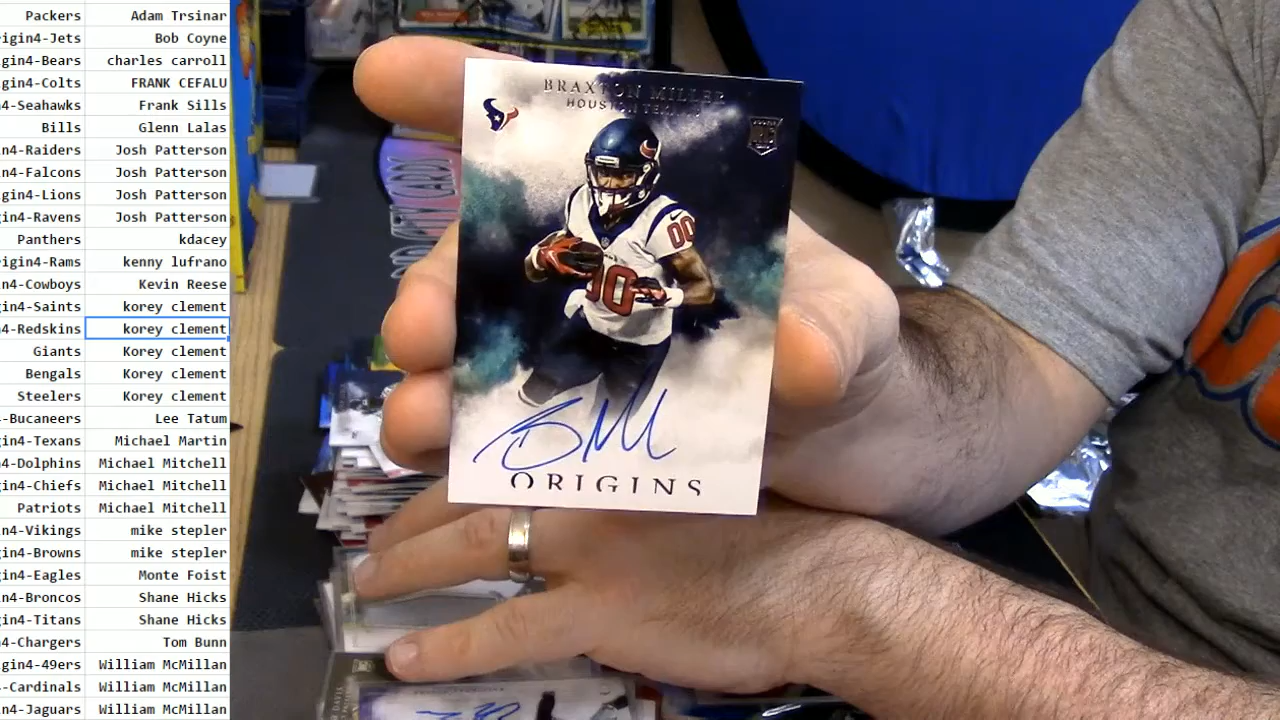 Packers Adam Trsinar
igin4-Jets Bob Coyne
gin4-Bears charles carroll
igin4-Colts FRANK CEFALU
4-Seahawks Frank Sills
Bills Glenn Lalas
in4-Raiders Josh Patterson
n4-Falcons Josh Patterson
gin4-Lions Josh Patterson
in4-Ravens Josh Patterson
Panthers kdacey
rigin4-Rams kenny lufrano
n4-Cowboys Kevin Reese
gin4-Saints korey clement
4-Redskins korey clement
Giants Korey clement
Bengals Korey clement
Steelers Korey clement
-Bucaneers Lee Tatum
gin4-Texans Michael Martin
n4-Dolphins Michael Mitchell
gin4-Chiefs Michael Mitchell
Patriots Michael Mitchell
n4-Vikings mike stepler
in4-Browns mike stepler
gin4-Eagles Monte Foist
n4-Broncos Shane Hicks
in4-Titans Shane Hicks
4-Chargers Tom Bunn
gin4-49ers William McMillan
-Cardinals William McMillan
n4-Jaguars William McMillan
BRAXTON MILLER
HOUSTON TEXANS
00
00
ORIGINS